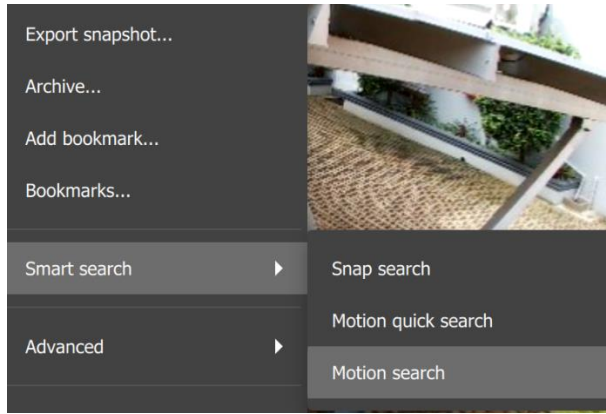 Export snapshot...
Archive...
Add bookmark...
Bookmarks...
Smart search
Snap search
Motion quick search
Advanced
Motion search